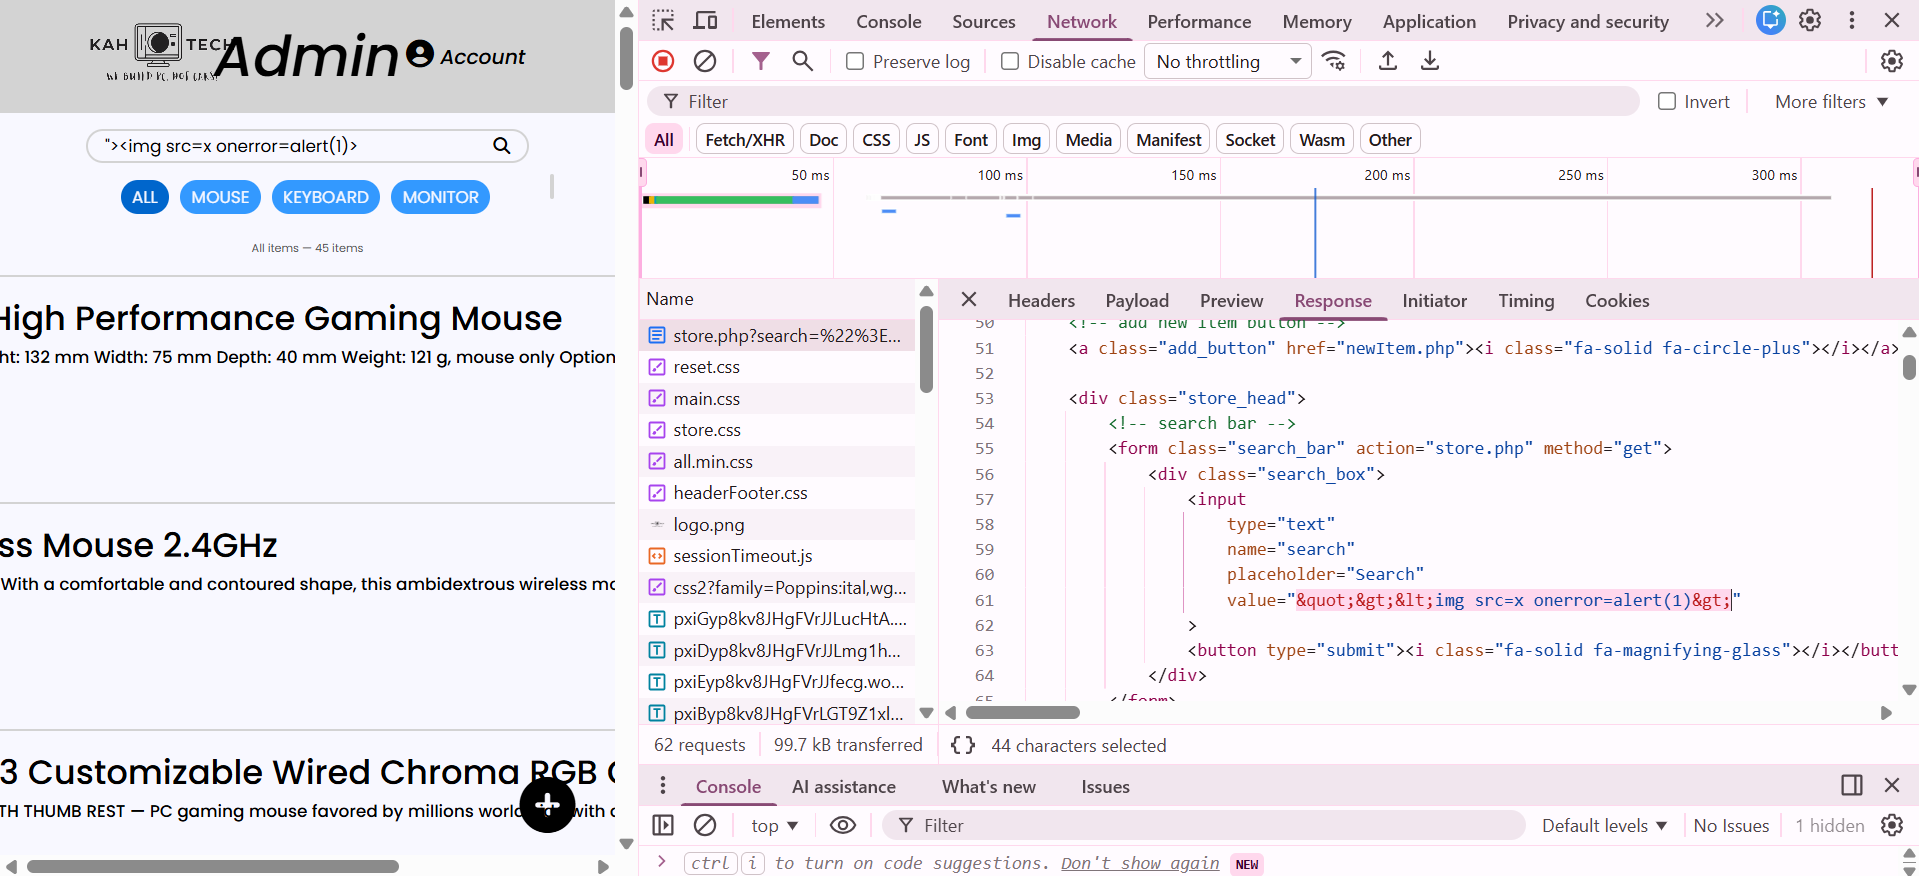 KAH TECH
WE BUILD PC, NOT CARS!
Admin
Account
"><img src=x onerror=alert(1)>
ALL MOUSE KEYBOARD MONITOR
All items — 45 items
High Performance Gaming Mouse
ht: 132 mm Width: 75 mm Depth: 40 mm Weight: 121 g, mouse only Option
ss Mouse 2.4GHz
With a comfortable and contoured shape, this ambidextrous wireless mo
3 Customizable Wired Chroma RGB
TH THUMB REST — PC gaming mouse favored by millions with
Elements Console Sources Network Performance Memory Application Privacy and security
Preserve log Disable cache No throttling
Filter Invert More filters
All Fetch/XHR Doc CSS JS Font Img Media Manifest Socket Wasm Other
50 ms 100 ms 150 ms 200 ms 250 ms 300 ms
Name
store.php?search=%22%3E...
reset.css
main.css
store.css
all.min.css
headerFooter.css
logo.png
sessionTimeout.js
css2?family=Poppins:ital,wg...
pxiGyp8kv8JHgFVrJJLucHtA....
pxiDyp8kv8JHgFVrJJLmg1h...
pxiEyp8kv8JHgFVrJJfecg.wo...
pxiByp8kv8JHgFVrLGT9Z1xl...
62 requests 99.7 kB transferred
Headers Payload Preview Response Initiator Timing Cookies
50 <!-- add new item button -->
51 <a class="add_button" href="newItem.php"><i class="fa-solid fa-circle-plus"></i></a>
52
53 <div class="store_head">
54 <!-- search bar -->
55 <form class="search_bar" action="store.php" method="get">
56 <div class="search_box">
57 <input
58 type="text"
59 name="search"
60 placeholder="Search"
61 value="&quot;&gt;&lt;img src=x onerror=alert(1)&gt;"
62 >
63 <button type="submit"><i class="fa-solid fa-magnifying-glass"></i></butt
64 </div>
65 </form>
{} 44 characters selected
Console AI assistance What's new Issues
top Filter Default levels No Issues 1 hidden
ctrl i to turn on code suggestions. Don't show again NEW